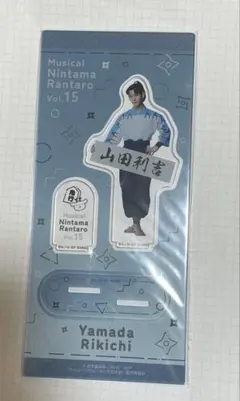 Musical
Nintama
Rantaro
Vol.15
山田利吉
Musical
Nintama
Rantaro
Vol.15
Yamada
Rikichi